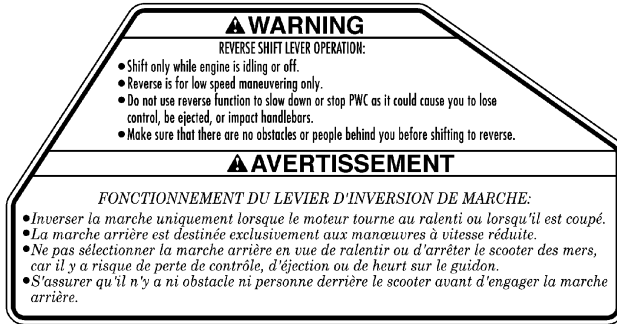 WARNING
REVERSE SHIFT LEVER OPERATION:
• Shift only while engine is idling or off.
• Reverse is for low speed maneuvering only.
• Do not use reverse function to slow down or stop PWC as it could cause you to lose
control, be ejected, or impact handlebars.
• Make sure that there are no obstacles or people behind you before shifting to reverse.
AVERTISSEMENT
FONCTIONNEMENT DU LEVIER D'INVERSION DE MARCHE:
• Inverser la marche uniquement lorsque le moteur tourne au ralenti ou lorsqu'il est coupé.
• La marche arrière est destinée exclusivement aux manœuvres à vitesse réduite.
• Ne pas sélectionner la marche arrière en vue de ralentir ou d'arrêter le scooter des mers,
car il y a risque de perte de contrôle, d'éjection ou de heurt sur le guidon.
• S'assurer qu'il n'y a ni obstacle ni personne derrière le scooter avant d'engager la marche
arrière.